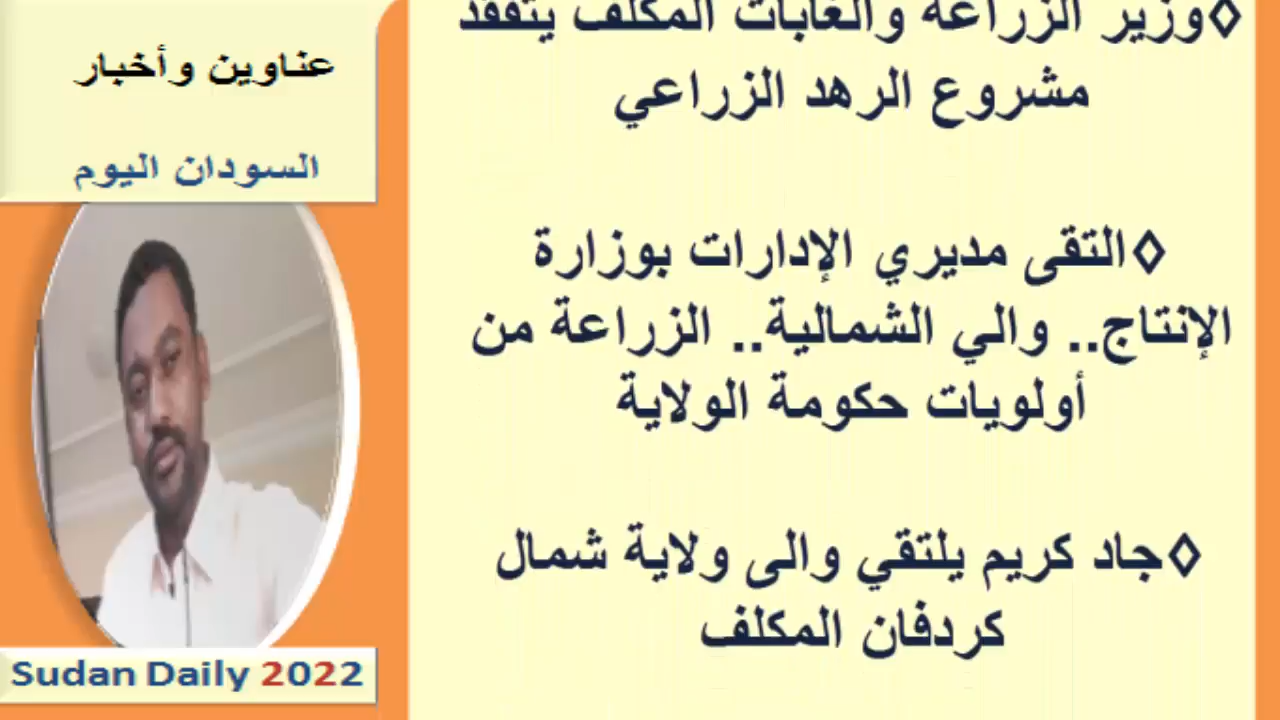 عناوين وأخبار
السودان اليوم
Sudan Daily 2022
◊وزير الزراعة والغابات المكلف يتفقد
مشروع الرهد الزراعي
◊التقى مديري الإدارات بوزارة
الإنتاج.. والي الشمالية.. الزراعة من
أولويات حكومة الولاية
◊جاد كريم يلتقي والى ولاية شمال
كردفان المكلف